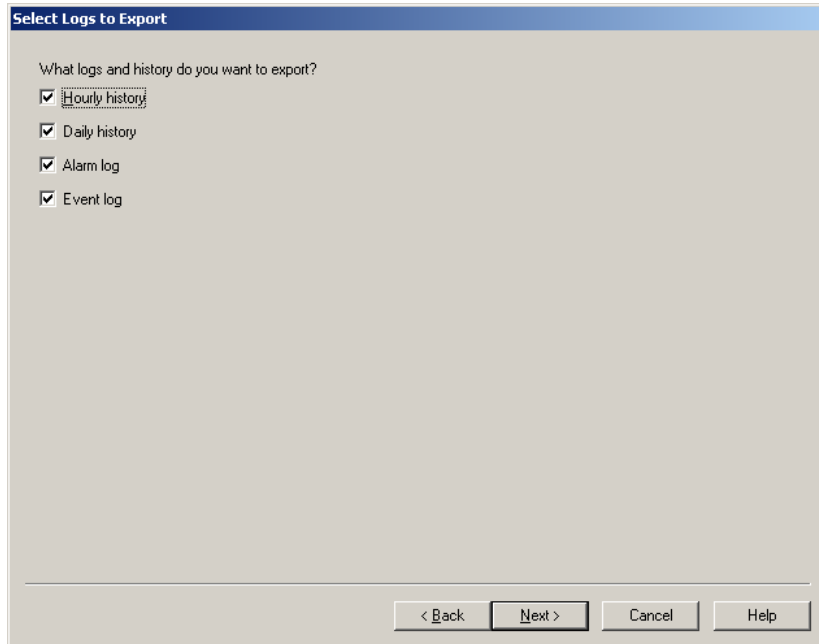 Select Logs to Export
What logs and history do you want to export?
Hourly history
Daily history
Alarm log
Event log
< Back Next > Cancel Help